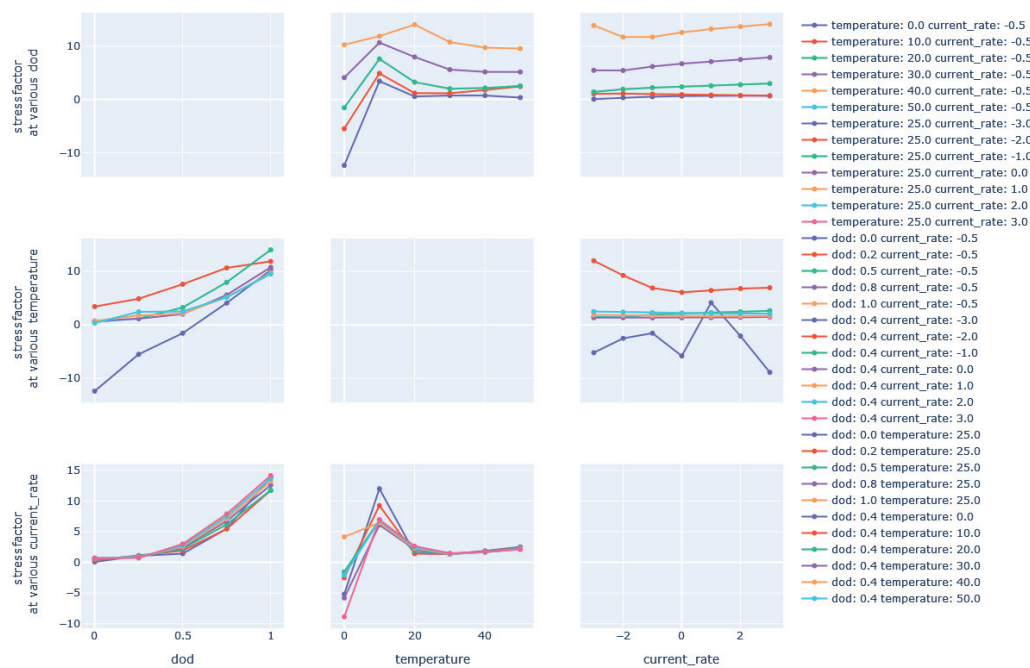 stressfactor
at various dod
10
0
−10
stressfactor
at various temperature
10
0
−10
stressfactor
at various current_rate
15
10
5
0
−5
−10
0
0.5
1
dod
0
20
40
temperature
−2
0
2
current_rate
temperature: 0.0 current_rate: -0.5
temperature: 10.0 current_rate: -0.5
temperature: 20.0 current_rate: -0.5
temperature: 30.0 current_rate: -0.5
temperature: 40.0 current_rate: -0.5
temperature: 50.0 current_rate: -0.5
temperature: 25.0 current_rate: -3.0
temperature: 25.0 current_rate: -2.0
temperature: 25.0 current_rate: -1.0
temperature: 25.0 current_rate: 0.0
temperature: 25.0 current_rate: 1.0
temperature: 25.0 current_rate: 2.0
temperature: 25.0 current_rate: 3.0
dod: 0.0 current_rate: -0.5
dod: 0.2 current_rate: -0.5
dod: 0.5 current_rate: -0.5
dod: 0.8 current_rate: -0.5
dod: 1.0 current_rate: -0.5
dod: 0.4 current_rate: -3.0
dod: 0.4 current_rate: -2.0
dod: 0.4 current_rate: -1.0
dod: 0.4 current_rate: 0.0
dod: 0.4 current_rate: 1.0
dod: 0.4 current_rate: 2.0
dod: 0.4 current_rate: 3.0
dod: 0.0 temperature: 25.0
dod: 0.2 temperature: 25.0
dod: 0.5 temperature: 25.0
dod: 0.8 temperature: 25.0
dod: 1.0 temperature: 25.0
dod: 0.4 temperature: 0.0
dod: 0.4 temperature: 10.0
dod: 0.4 temperature: 20.0
dod: 0.4 temperature: 30.0
dod: 0.4 temperature: 40.0
dod: 0.4 temperature: 50.0